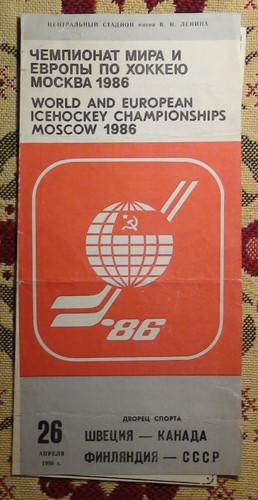 ЦЕНТРАЛЬНЫЙ СТАДИОН имени В. И. ЛЕНИНА
ЧЕМПИОНАТ МИРА И
ЕВРОПЫ ПО ХОККЕЮ
МОСКВА 1986
WORLD AND EUROPEAN
ICEHOCKEY CHAMPIONSHIPS
MOSCOW 1986
86
ДВОРЕЦ СПОРТА
26
АПРЕЛЯ
1986 г.
ШВЕЦИЯ — КАНАДА
ФИНЛЯНДИЯ — СССР